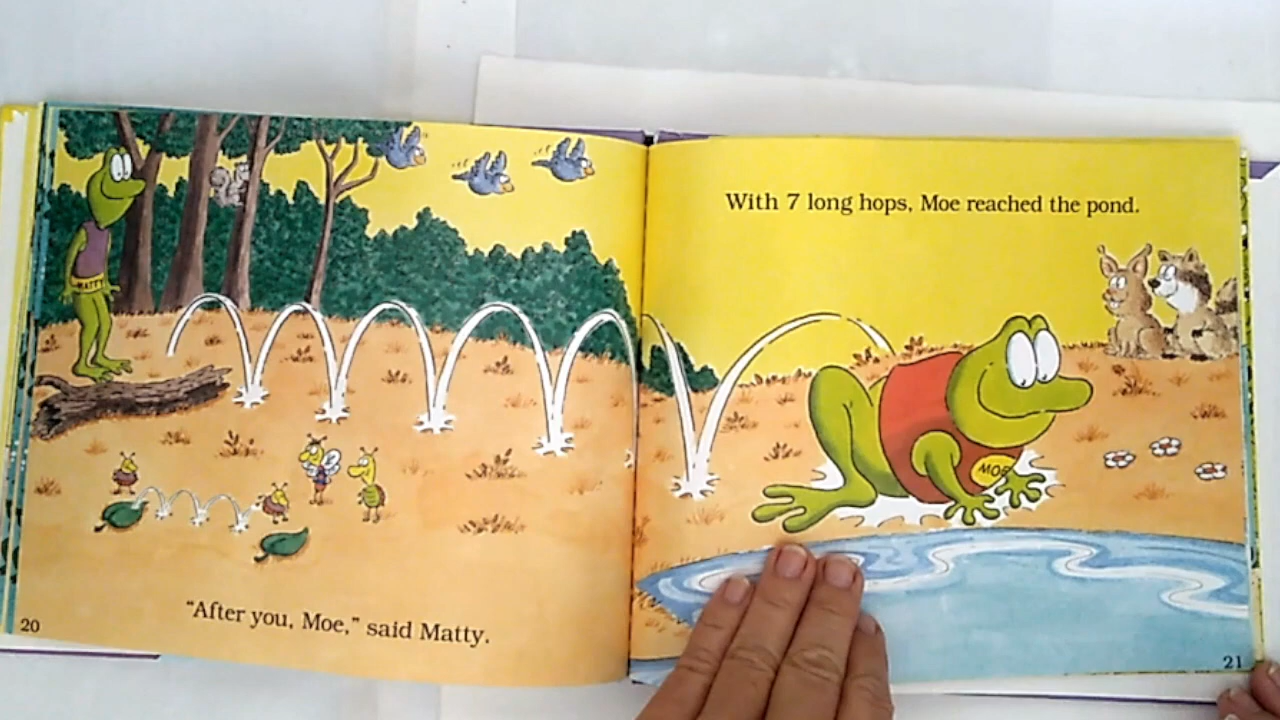 MATTY
"After you, Moe," said Matty.
20
With 7 long hops, Moe reached the pond.
MOE
21